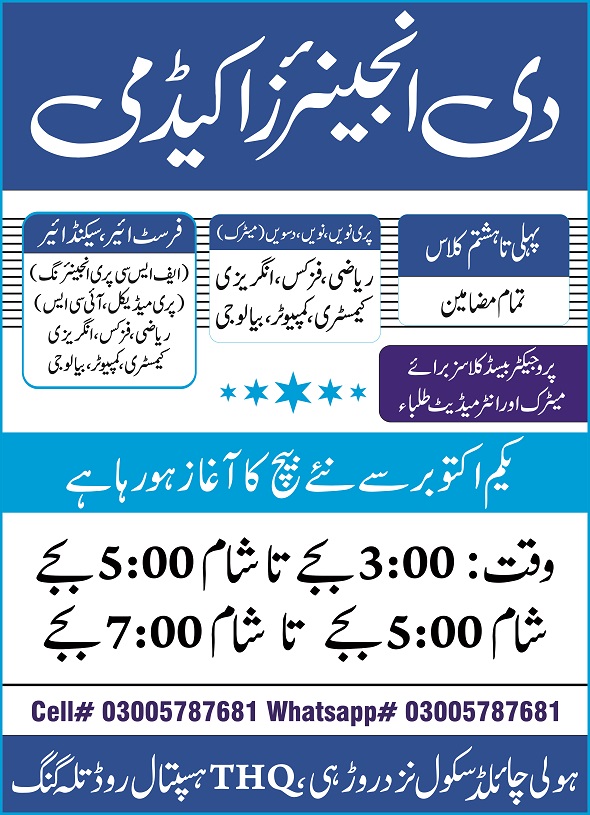 دی انجینئرز اکیڈمی
پہلی تا ہشتم کلاس
تمام مضامین
پری نویں، نویں، دسویں (میٹرک)
ریاضی، فزکس، انگریزی
کیمسٹری، کمپیوٹر، بیالوجی
فرسٹ ائیر، سیکنڈ ائیر
(ایف ایس سی پری انجینئرنگ)
(پری میڈیکل، آئی سی ایس)
ریاضی، فزکس، انگریزی
کیمسٹری، کمپیوٹر، بیالوجی
پروجیکٹر بیسڈ کلاسز برائے
میٹرک اور انٹرمیڈیٹ طلباء
یکم اکتوبر سے نئے بیچ کا آغاز ہو رہا ہے
وقت: 3:00 بجے تا شام 5:00 بجے
شام 5:00 بجے تا شام 7:00 بجے
Cell# 03005787681 Whatsapp# 03005787681
ہولی چائلڈ سکول نزد روڑہی، THQ ہسپتال روڈ تلہ گنگ